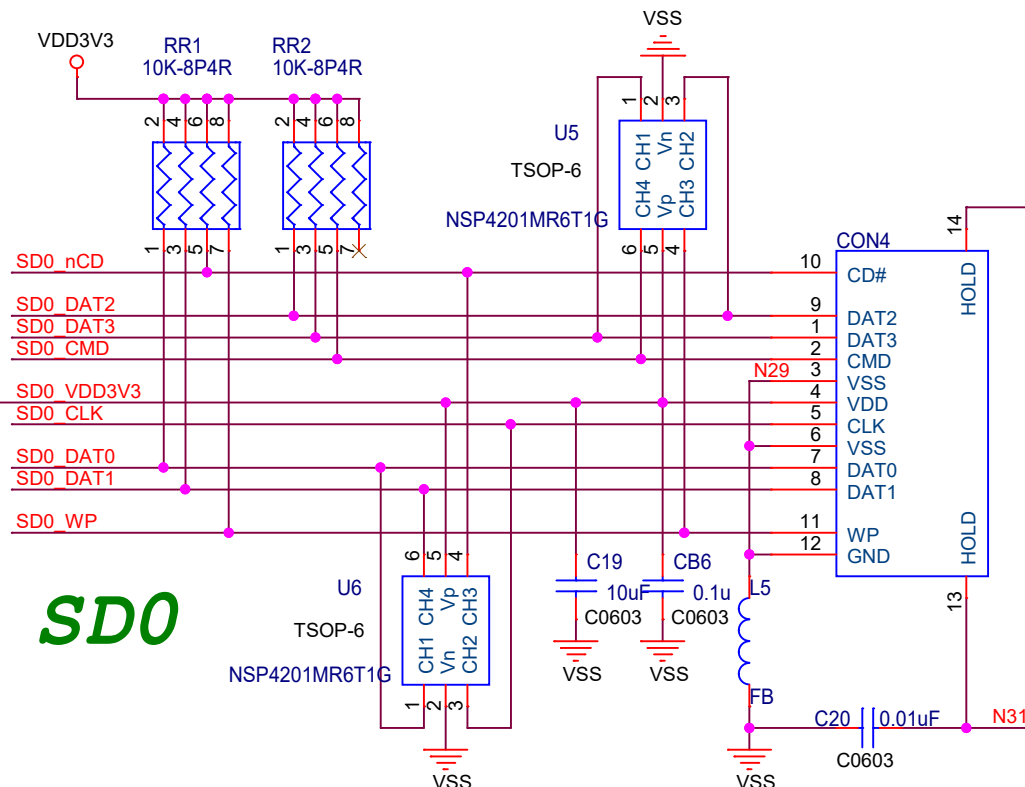 VSS
VDD3V3
RR1
10K-8P4R
RR2
10K-8P4R
2 4 6 8
2 4 6 8
1 3 5 7
1 3 5 7
U5
TSOP-6
NSP4201MR6T1G
1 2 3
CH1 Vn CH2
CH4 Vp CH3
6 5 4
CON4
14
HOLD
SD0_nCD
10 CD#
SD0_DAT2
9 DAT2
SD0_DAT3
1 DAT3
SD0_CMD
2 CMD
N29
3 VSS
SD0_VDD3V3
4 VDD
SD0_CLK
5 CLK
6 VSS
SD0_DAT0
7 DAT0
SD0_DAT1
8 DAT1
SD0_WP
11 WP
12 GND
HOLD
13
SD0
U6
TSOP-6
NSP4201MR6T1G
6 5 4
CH4 Vp CH3
CH1 Vn CH2
1 2 3
VSS
C19
10uF
C0603
VSS
CB6
0.1u
C0603
VSS
L5
FB
VSS
C20
0.01uF
C0603
N31